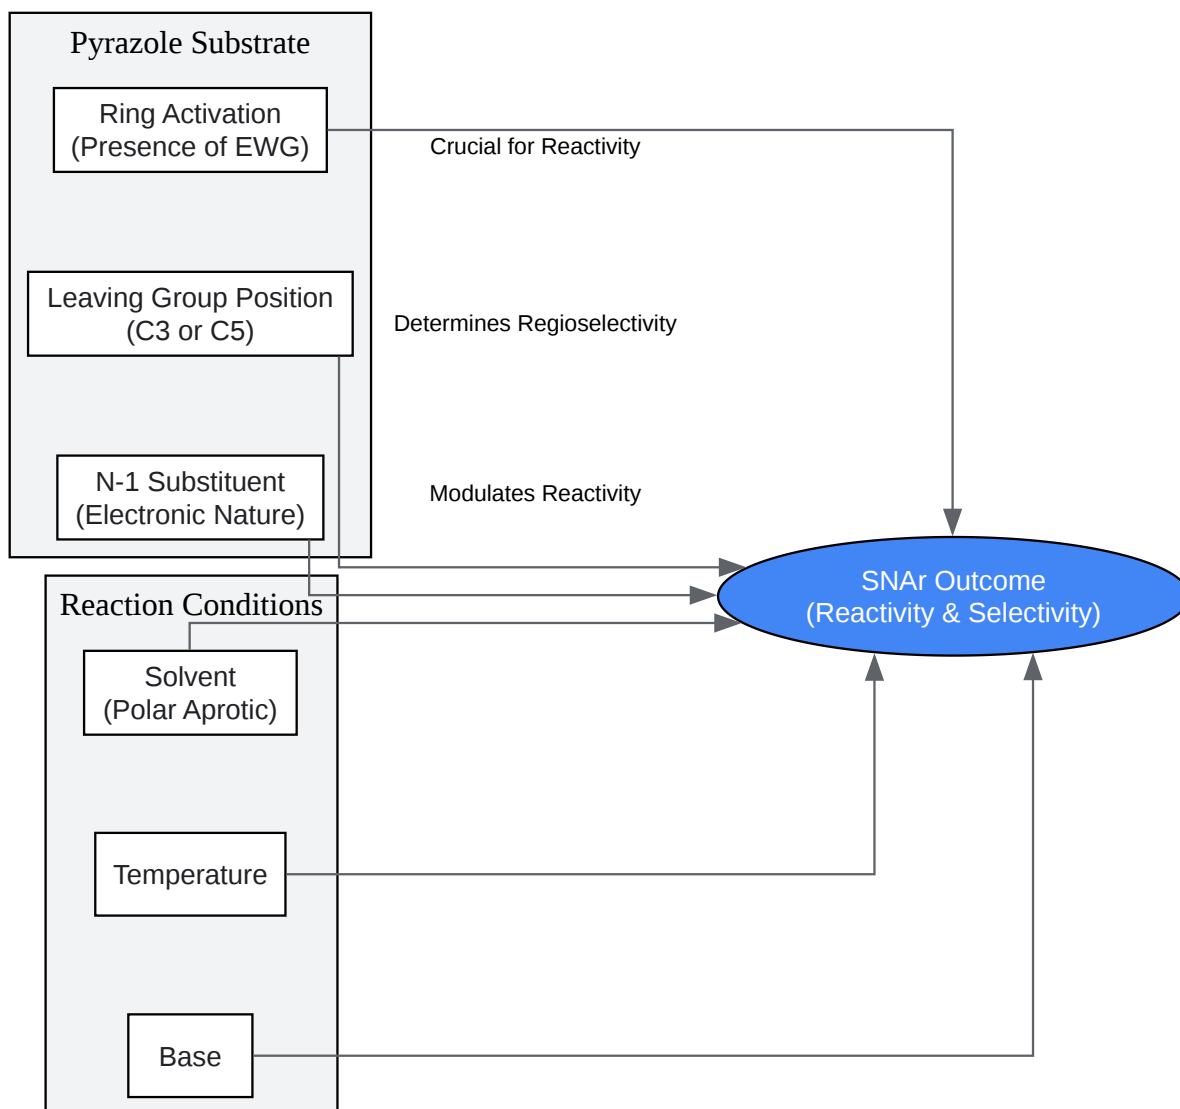 Pyrazole Substrate
Ring Activation
(Presence of EWG)
Crucial for Reactivity
Leaving Group Position
(C3 or C5)
Determines Regioselectivity
N-1 Substituent
(Electronic Nature)
Modulates Reactivity
SNAr Outcome
(Reactivity & Selectivity)
Reaction Conditions
Solvent
(Polar Aprotic)
Temperature
Base